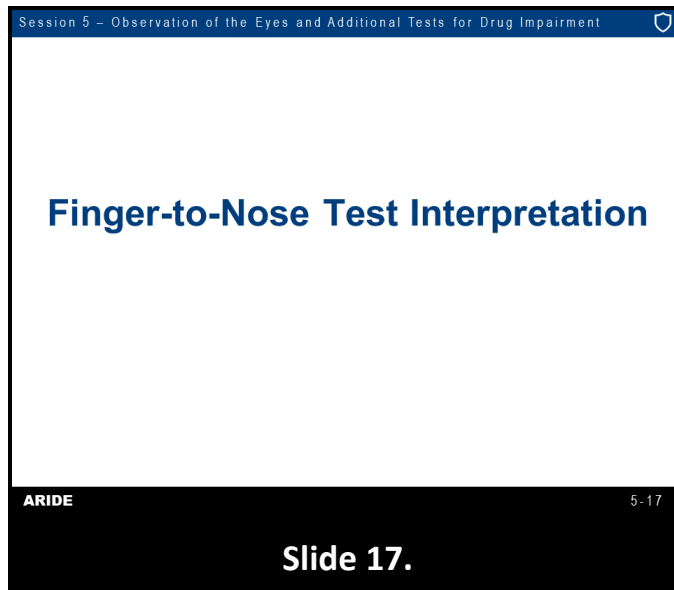 Session 5 – Observation of the Eyes and Additional Tests for Drug Impairment
Finger-to-Nose Test Interpretation
ARIDE 5-17
Slide 17.